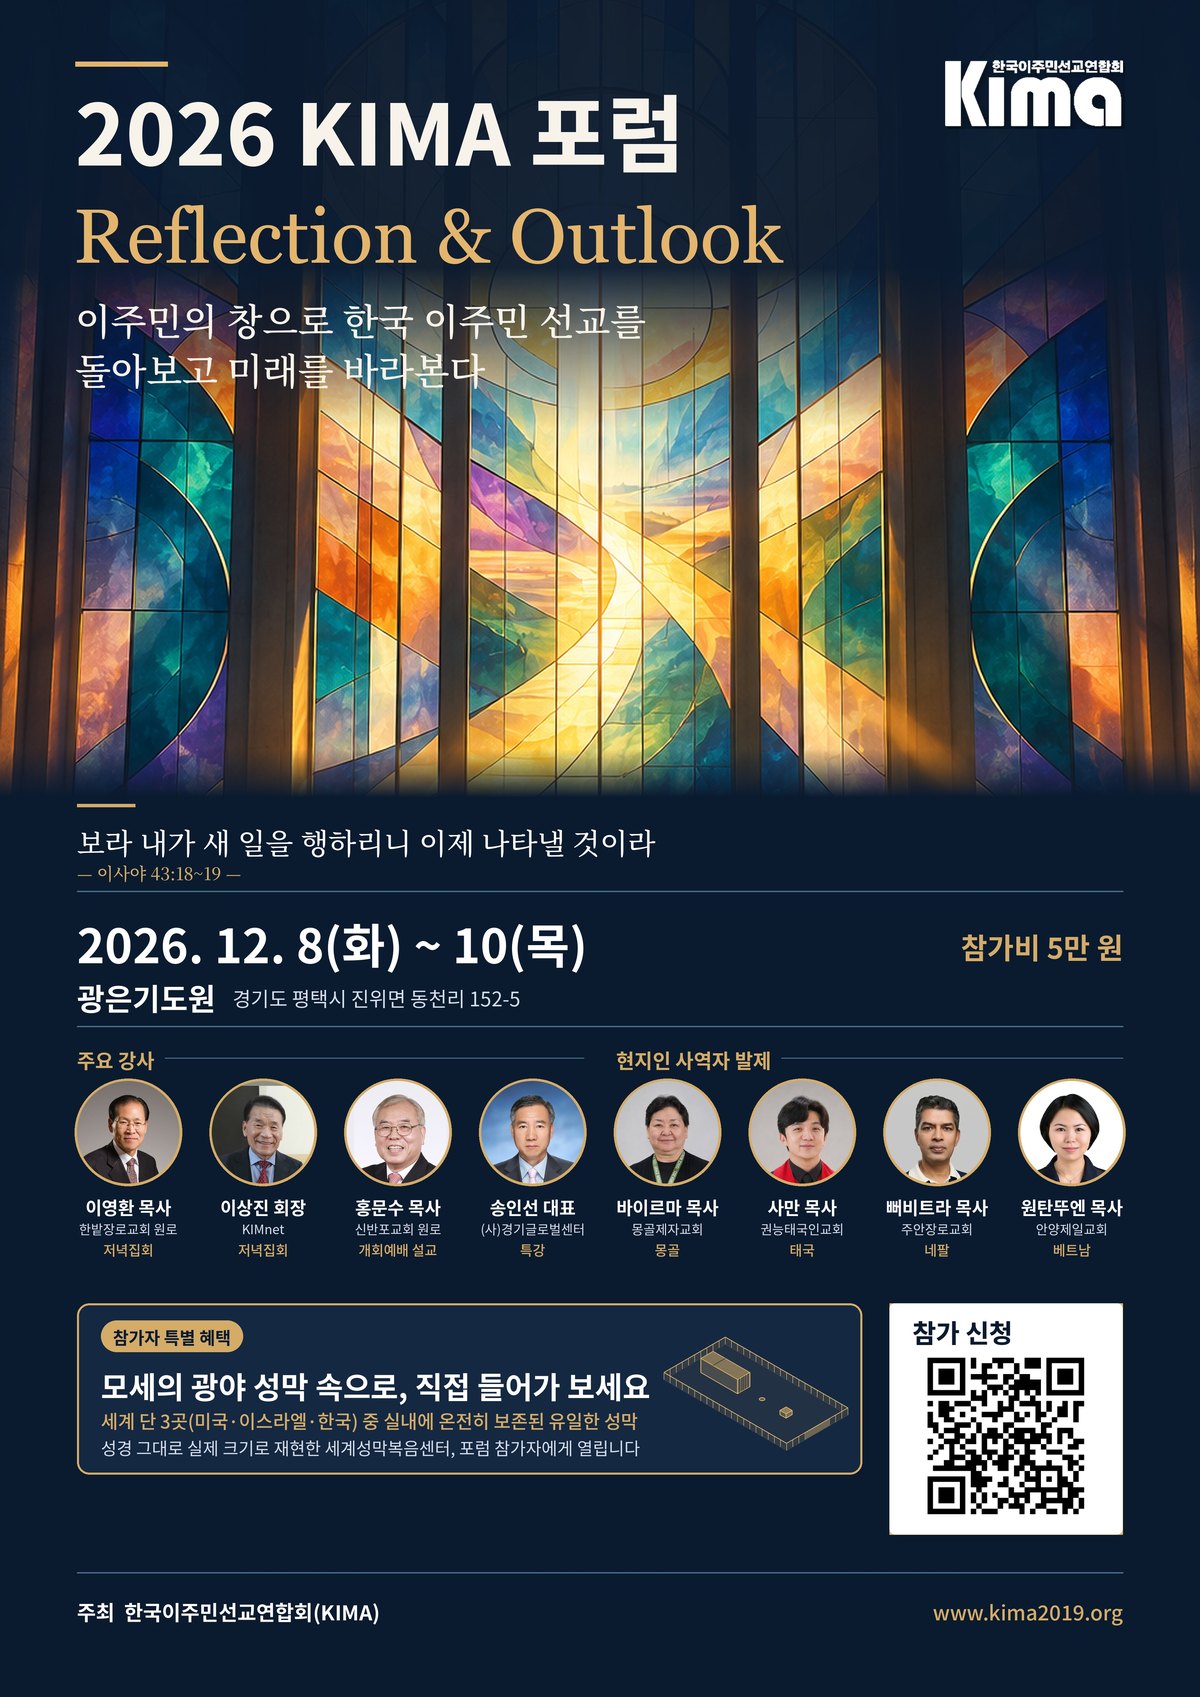 한국이주민선교연합회
Kima
2026 KIMA 포럼
Reflection & Outlook
이주민의 창으로 한국 이주민 선교를
돌아보고 미래를 바라본다
보라 내가 새 일을 행하리니 이제 나타낼 것이라
— 이사야 43:18~19 —
2026. 12. 8(화) ~ 10(목)
참가비 5만 원
광은기도원 경기도 평택시 진위면 동천리 152-5
주요 강사
이영환 목사
한밭장로교회 원로
저녁집회
이상진 회장
KIMnet
저녁집회
홍문수 목사
신반포교회 원로
개회예배 설교
송인선 대표
(사)경기글로벌센터
특강
현지인 사역자 발제
바이르마 목사
몽골제자교회
몽골
사만 목사
권능태국인교회
태국
뻐비트라 목사
주안장로교회
네팔
원탄뚜엔 목사
안양제일교회
베트남
참가자 특별 혜택
모세의 광야 성막 속으로, 직접 들어가 보세요
세계 단 3곳(미국·이스라엘·한국) 중 실내에 온전히 보존된 유일한 성막
성경 그대로 실제 크기로 재현한 세계성막복음센터, 포럼 참가자에게 열립니다
참가 신청
주최 한국이주민선교연합회(KIMA)
www.kima2019.org